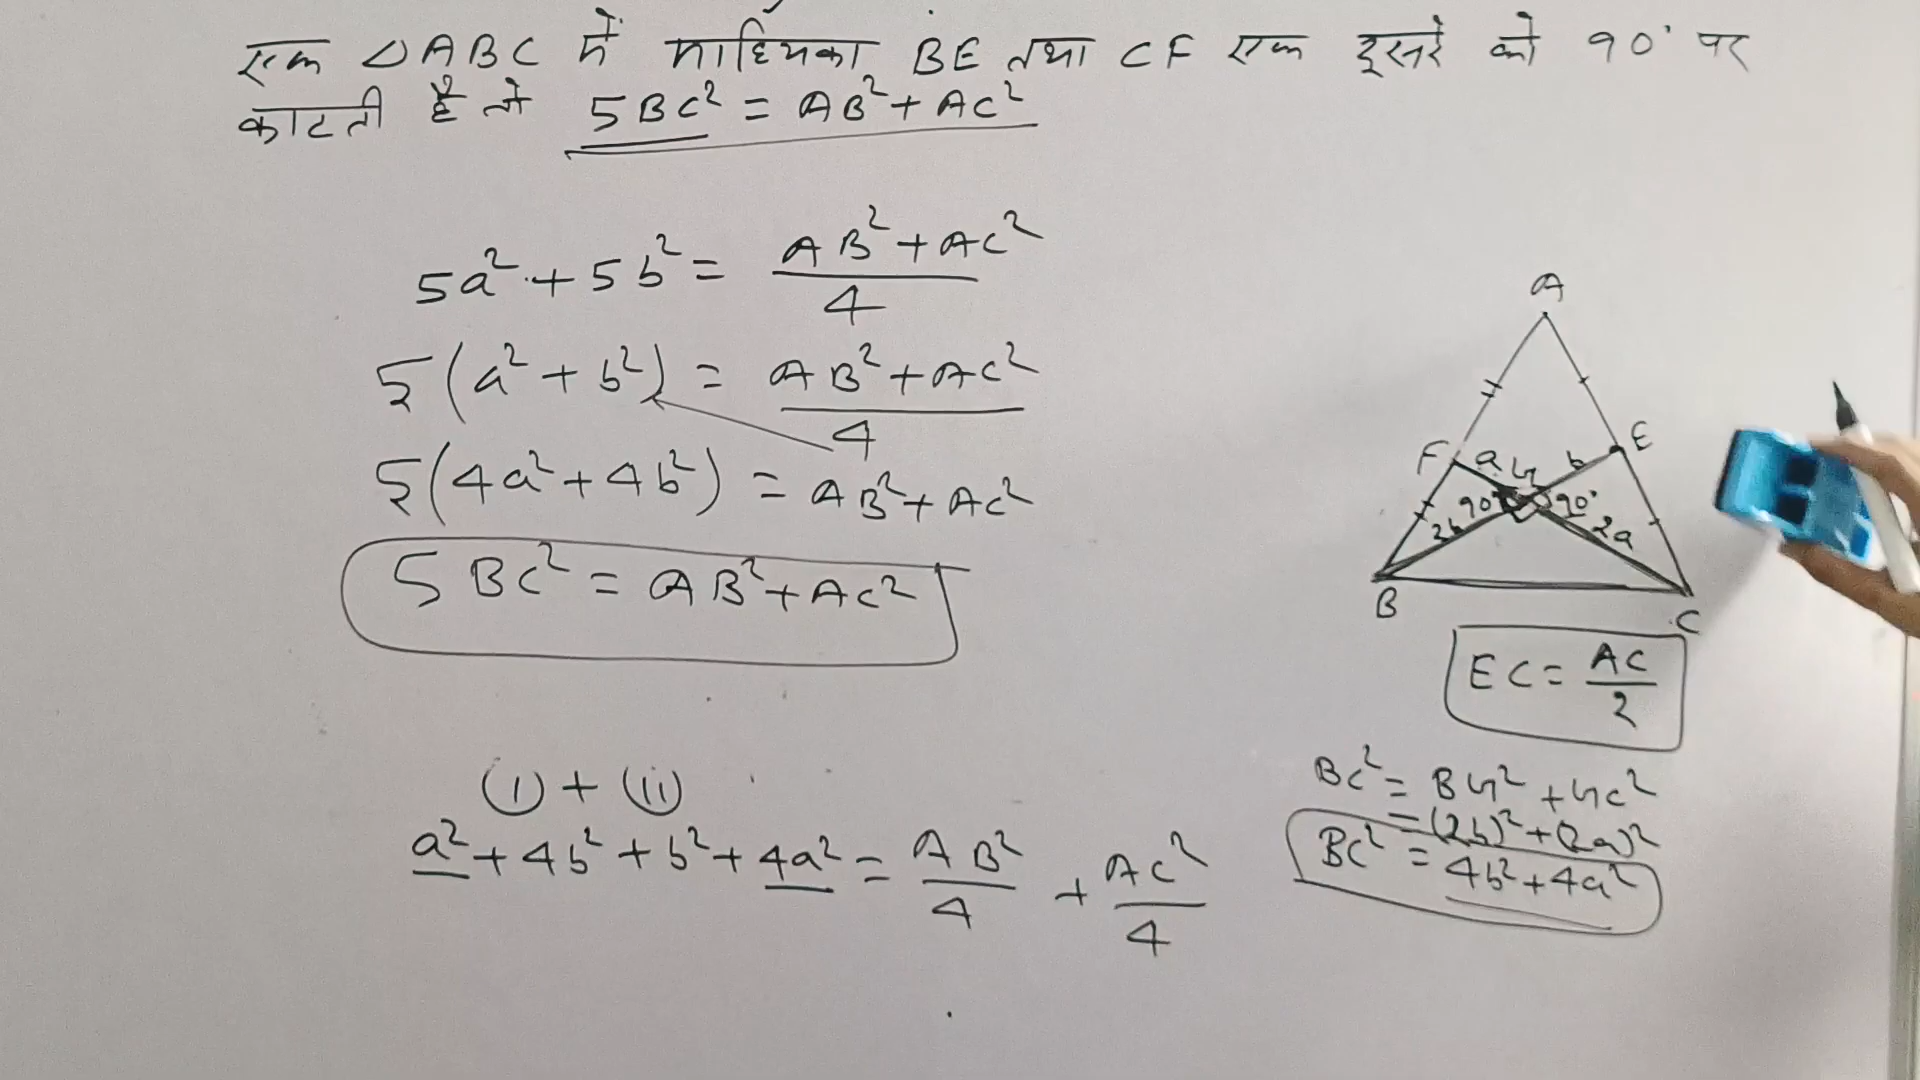 एक △ABC में माध्यिका BE तथा CF एक दूसरे को 90° पर
काटती है तो 5BC² = AB² + AC²
5a² + 5b² = (AB² + AC²)/4
5(a² + b²) = (AB² + AC²)/4
5(4a² + 4b²) = AB² + AC²
5BC² = AB² + AC²
(i) + (ii)
a² + 4b² + b² + 4a² = AB²/4 + AC²/4
A
F a G b E
2b 90° 90° 2a
B C
EC = AC/2
BC² = BG² + GC²
= (2b)² + (2a)²
BC² = 4b² + 4a²